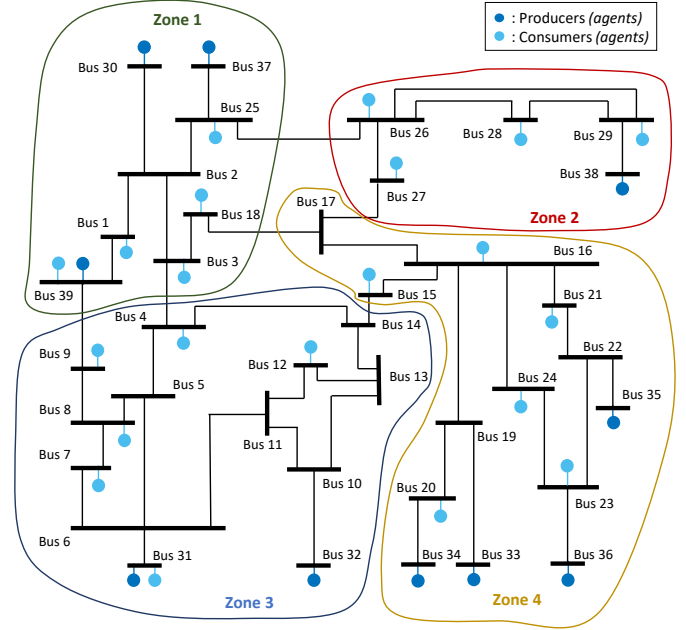 Zone 1
: Producers (agents)
: Consumers (agents)
Bus 30
Bus 37
Bus 25
Bus 26
Bus 28
Bus 29
Bus 2
Bus 38
Bus 27
Bus 17
Bus 18
Bus 1
Zone 2
Bus 3
Bus 16
Bus 39
Bus 15
Bus 21
Bus 4
Bus 14
Bus 9
Bus 12
Bus 22
Bus 13
Bus 5
Bus 24
Bus 35
Bus 8
Bus 11
Bus 19
Bus 7
Bus 10
Bus 20
Bus 23
Bus 6
Bus 31
Bus 32
Bus 34
Bus 33
Bus 36
Zone 3
Zone 4